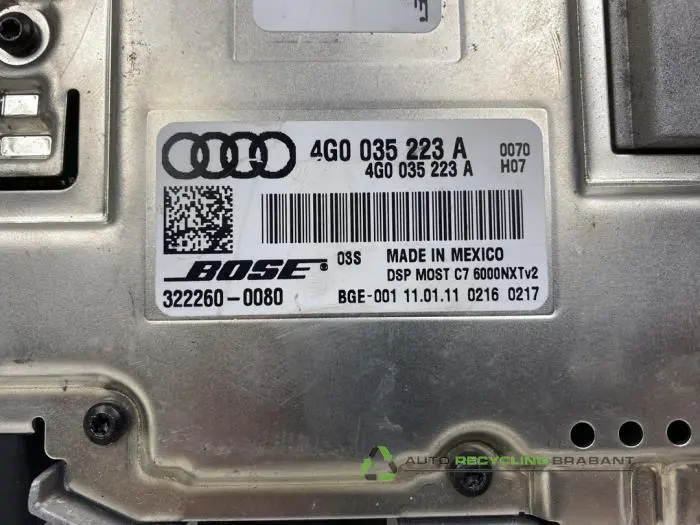 4G0 035 223 A 0070
4G0 035 223 A H07
BOSE® 03S MADE IN MEXICO
DSP MOST C7 6000NXTv2
322260-0080 BGE-001 11.01.11 0216 0217
AUTO RECYCLING BRABANT